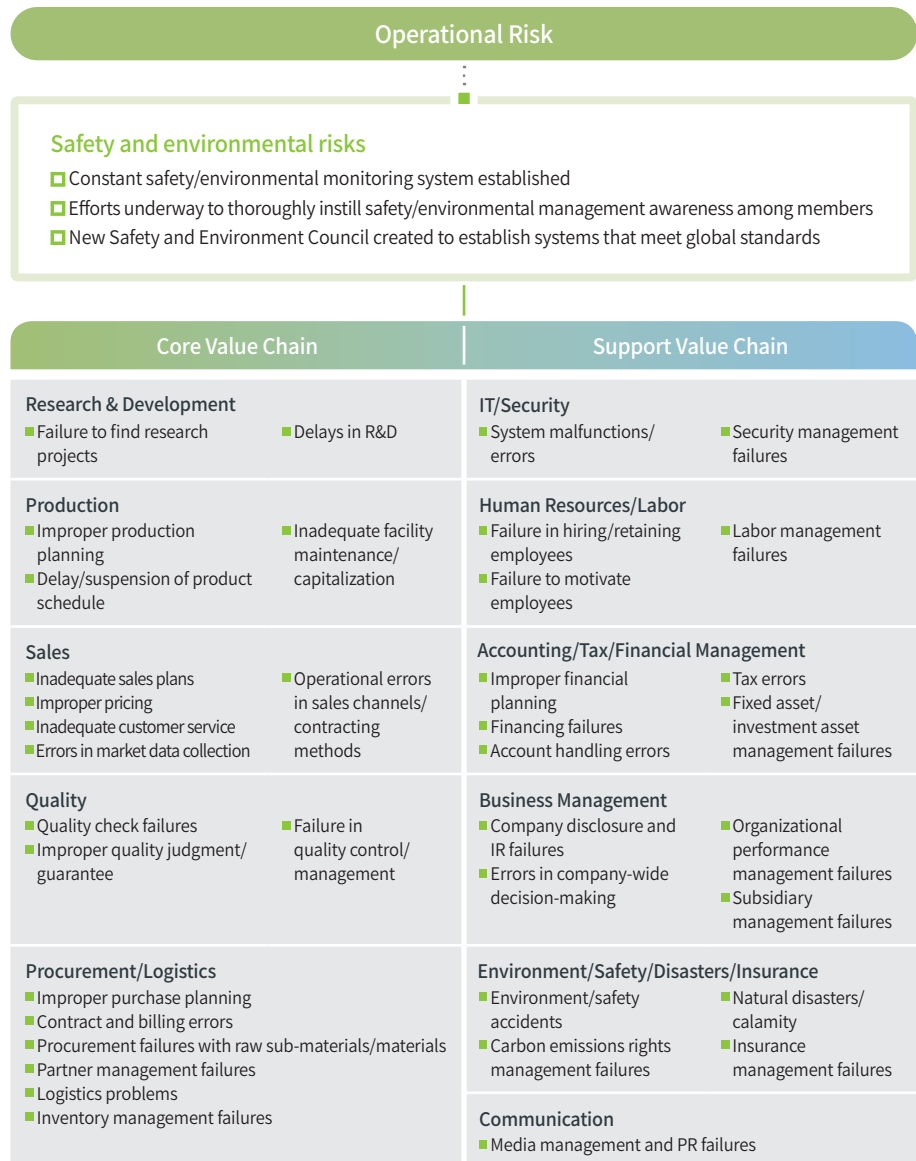 Operational Risk
Safety and environmental risks
Constant safety/environmental monitoring system established
Efforts underway to thoroughly instill safety/environmental management awareness among members
New Safety and Environment Council created to establish systems that meet global standards
Core Value Chain
Support Value Chain
Research & Development
Failure to find research
projects
Delays in R&D
Production
Improper production
planning
Delay/suspension of product
schedule
Inadequate facility
maintenance/
capitalization
Sales
Inadequate sales plans
Improper pricing
Inadequate customer service
Errors in market data collection
Operational errors
in sales channels/
contracting
methods
Quality
Quality check failures
Improper quality judgment/
guarantee
Failure in
quality control/
management
Procurement/Logistics
Improper purchase planning
Contract and billing errors
Procurement failures with raw sub-materials/materials
Partner management failures
Logistics problems
Inventory management failures
IT/Security
System malfunctions/
errors
Security management
failures
Human Resources/Labor
Failure in hiring/retaining
employees
Failure to motivate
employees
Labor management
failures
Accounting/Tax/Financial Management
Improper financial
planning
Financing failures
Account handling errors
Tax errors
Fixed asset/
investment asset
management failures
Business Management
Company disclosure and
IR failures
Errors in company-wide
decision-making
Organizational
performance
management failures
Subsidiary
management failures
Environment/Safety/Disasters/Insurance
Environment/safety
accidents
Carbon emissions rights
management failures
Natural disasters/
calamity
Insurance
management failures
Communication
Media management and PR failures